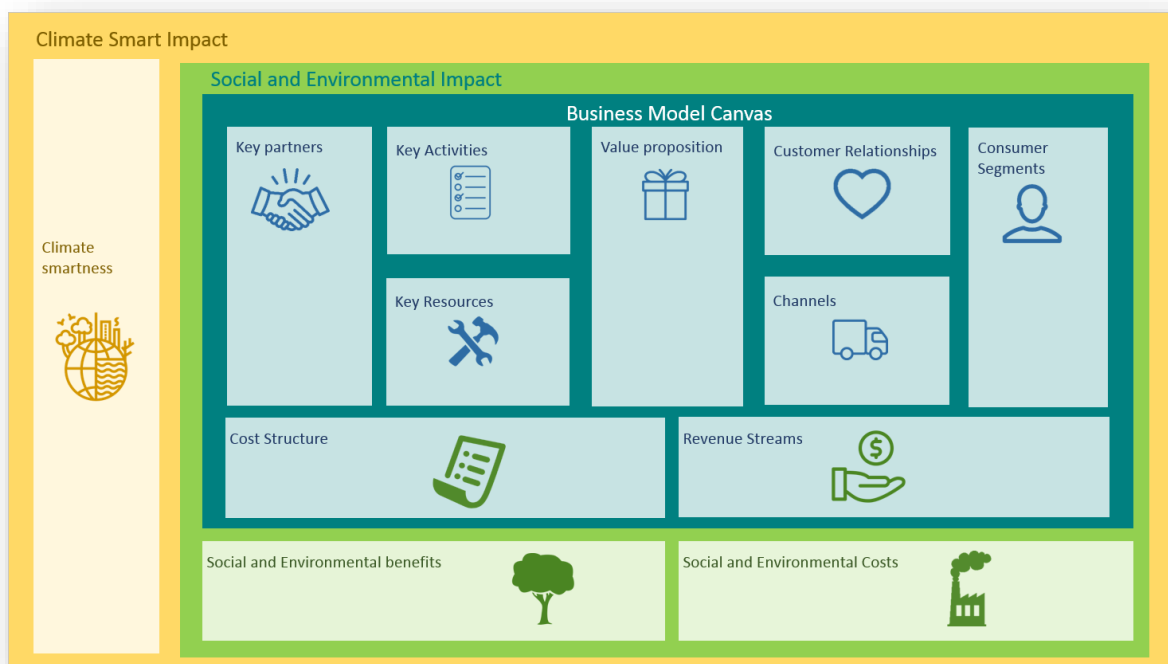 Climate Smart Impact
Climate
smartness
Social and Environmental Impact
Business Model Canvas
Key partners
Key Activities
Key Resources
Value proposition
Customer Relationships
Channels
Consumer
Segments
Cost Structure
Revenue Streams
$
Social and Environmental benefits
Social and Environmental Costs